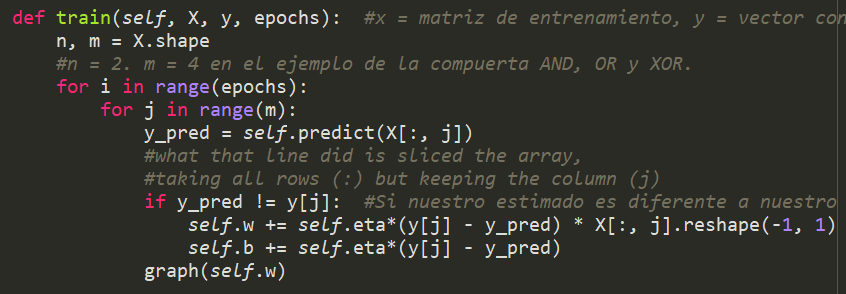 def train(self, X, y, epochs):  #x = matriz de entrenamiento, y = vector con
    n, m = X.shape
    #n = 2. m = 4 en el ejemplo de la compuerta AND, OR y XOR.
    for i in range(epochs):
        for j in range(m):
            y_pred = self.predict(X[:, j])
            #what that line did is sliced the array,
            #taking all rows (:) but keeping the column (j)
            if y_pred != y[j]:  #Si nuestro estimado es diferente a nuestro
                self.w += self.eta*(y[j] - y_pred) * X[:, j].reshape(-1, 1)
                self.b += self.eta*(y[j] - y_pred)
            graph(self.w)